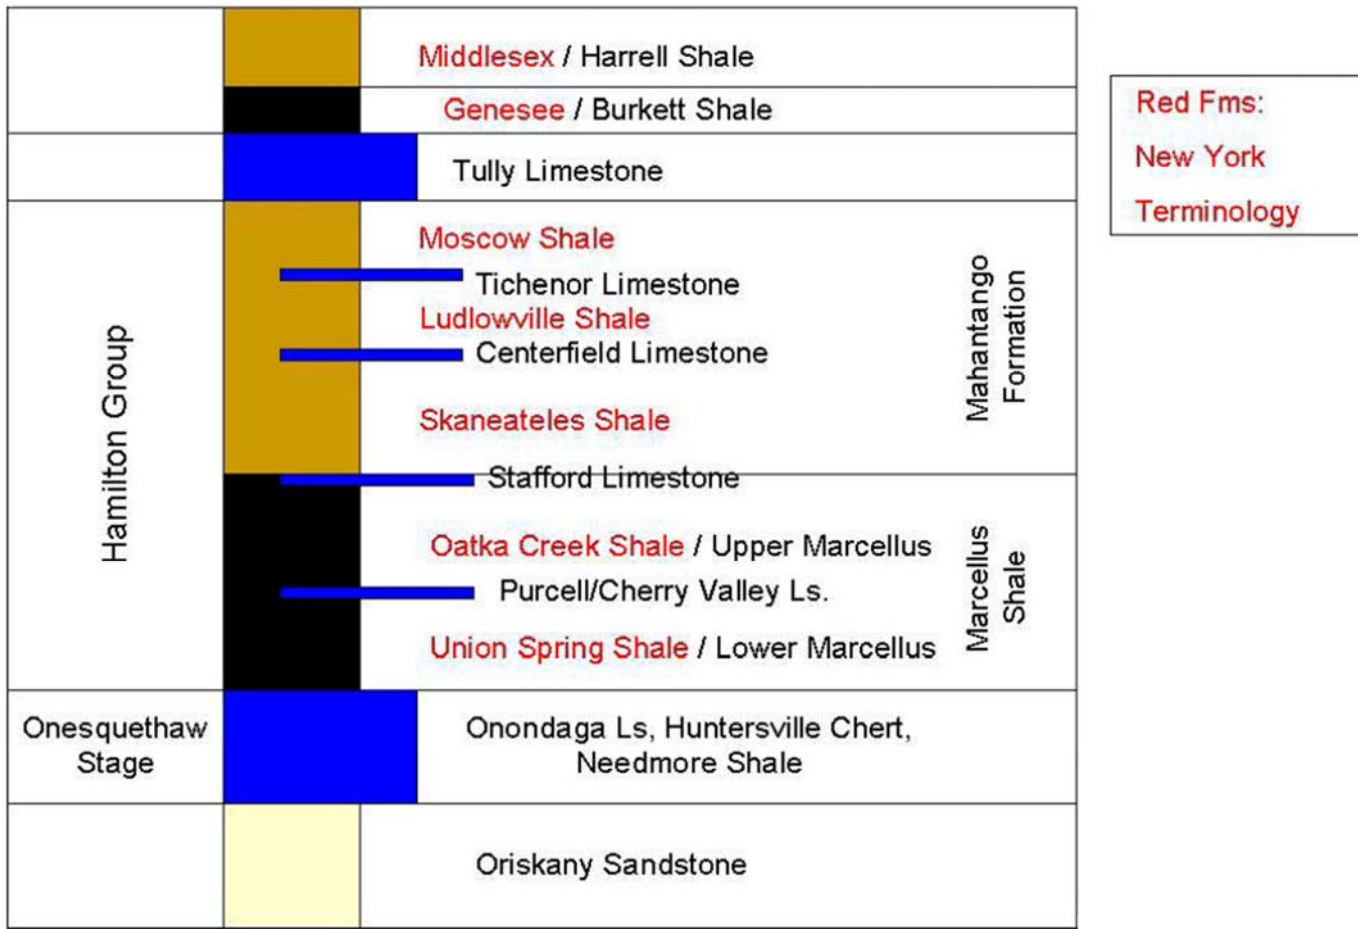 Middlesex / Harrell Shale
Genesee / Burkett Shale
Tully Limestone
Hamilton Group
Moscow Shale
Tichenor Limestone
Ludlowville Shale
Centerfield Limestone
Skaneateles Shale
Mahantango
Formation
Stafford Limestone
Oatka Creek Shale / Upper Marcellus
Purcell/Cherry Valley Ls.
Union Spring Shale / Lower Marcellus
Marcellus
Shale
Onesquethaw
Stage
Onondaga Ls, Huntersville Chert,
Needmore Shale
Oriskany Sandstone
Red Fms:
New York
Terminology